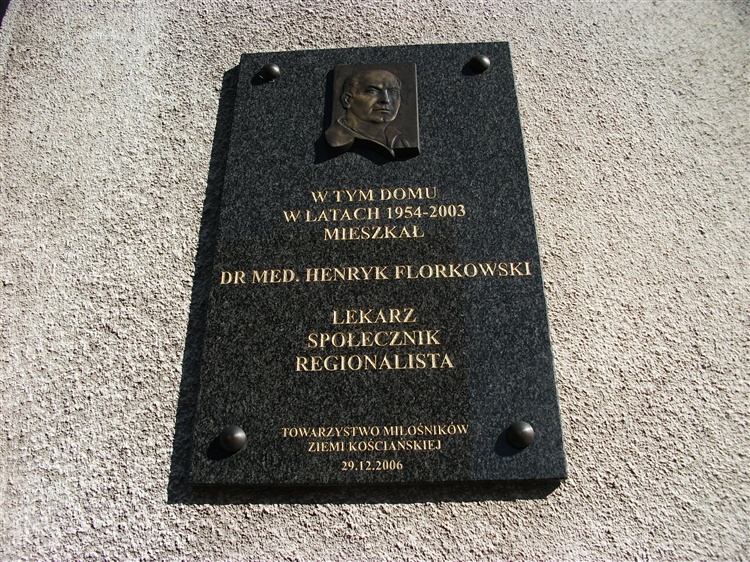 W TYM DOMU
W LATACH 1954-2003
MIESZKAŁ
DR MED. HENRYK FLORKOWSKI
LEKARZ
SPOŁECZNIK
REGIONALISTA
TOWARZYSTWO MIŁOŚNIKÓW
ZIEMI KOŚCIAŃSKIEJ
29.12.2006